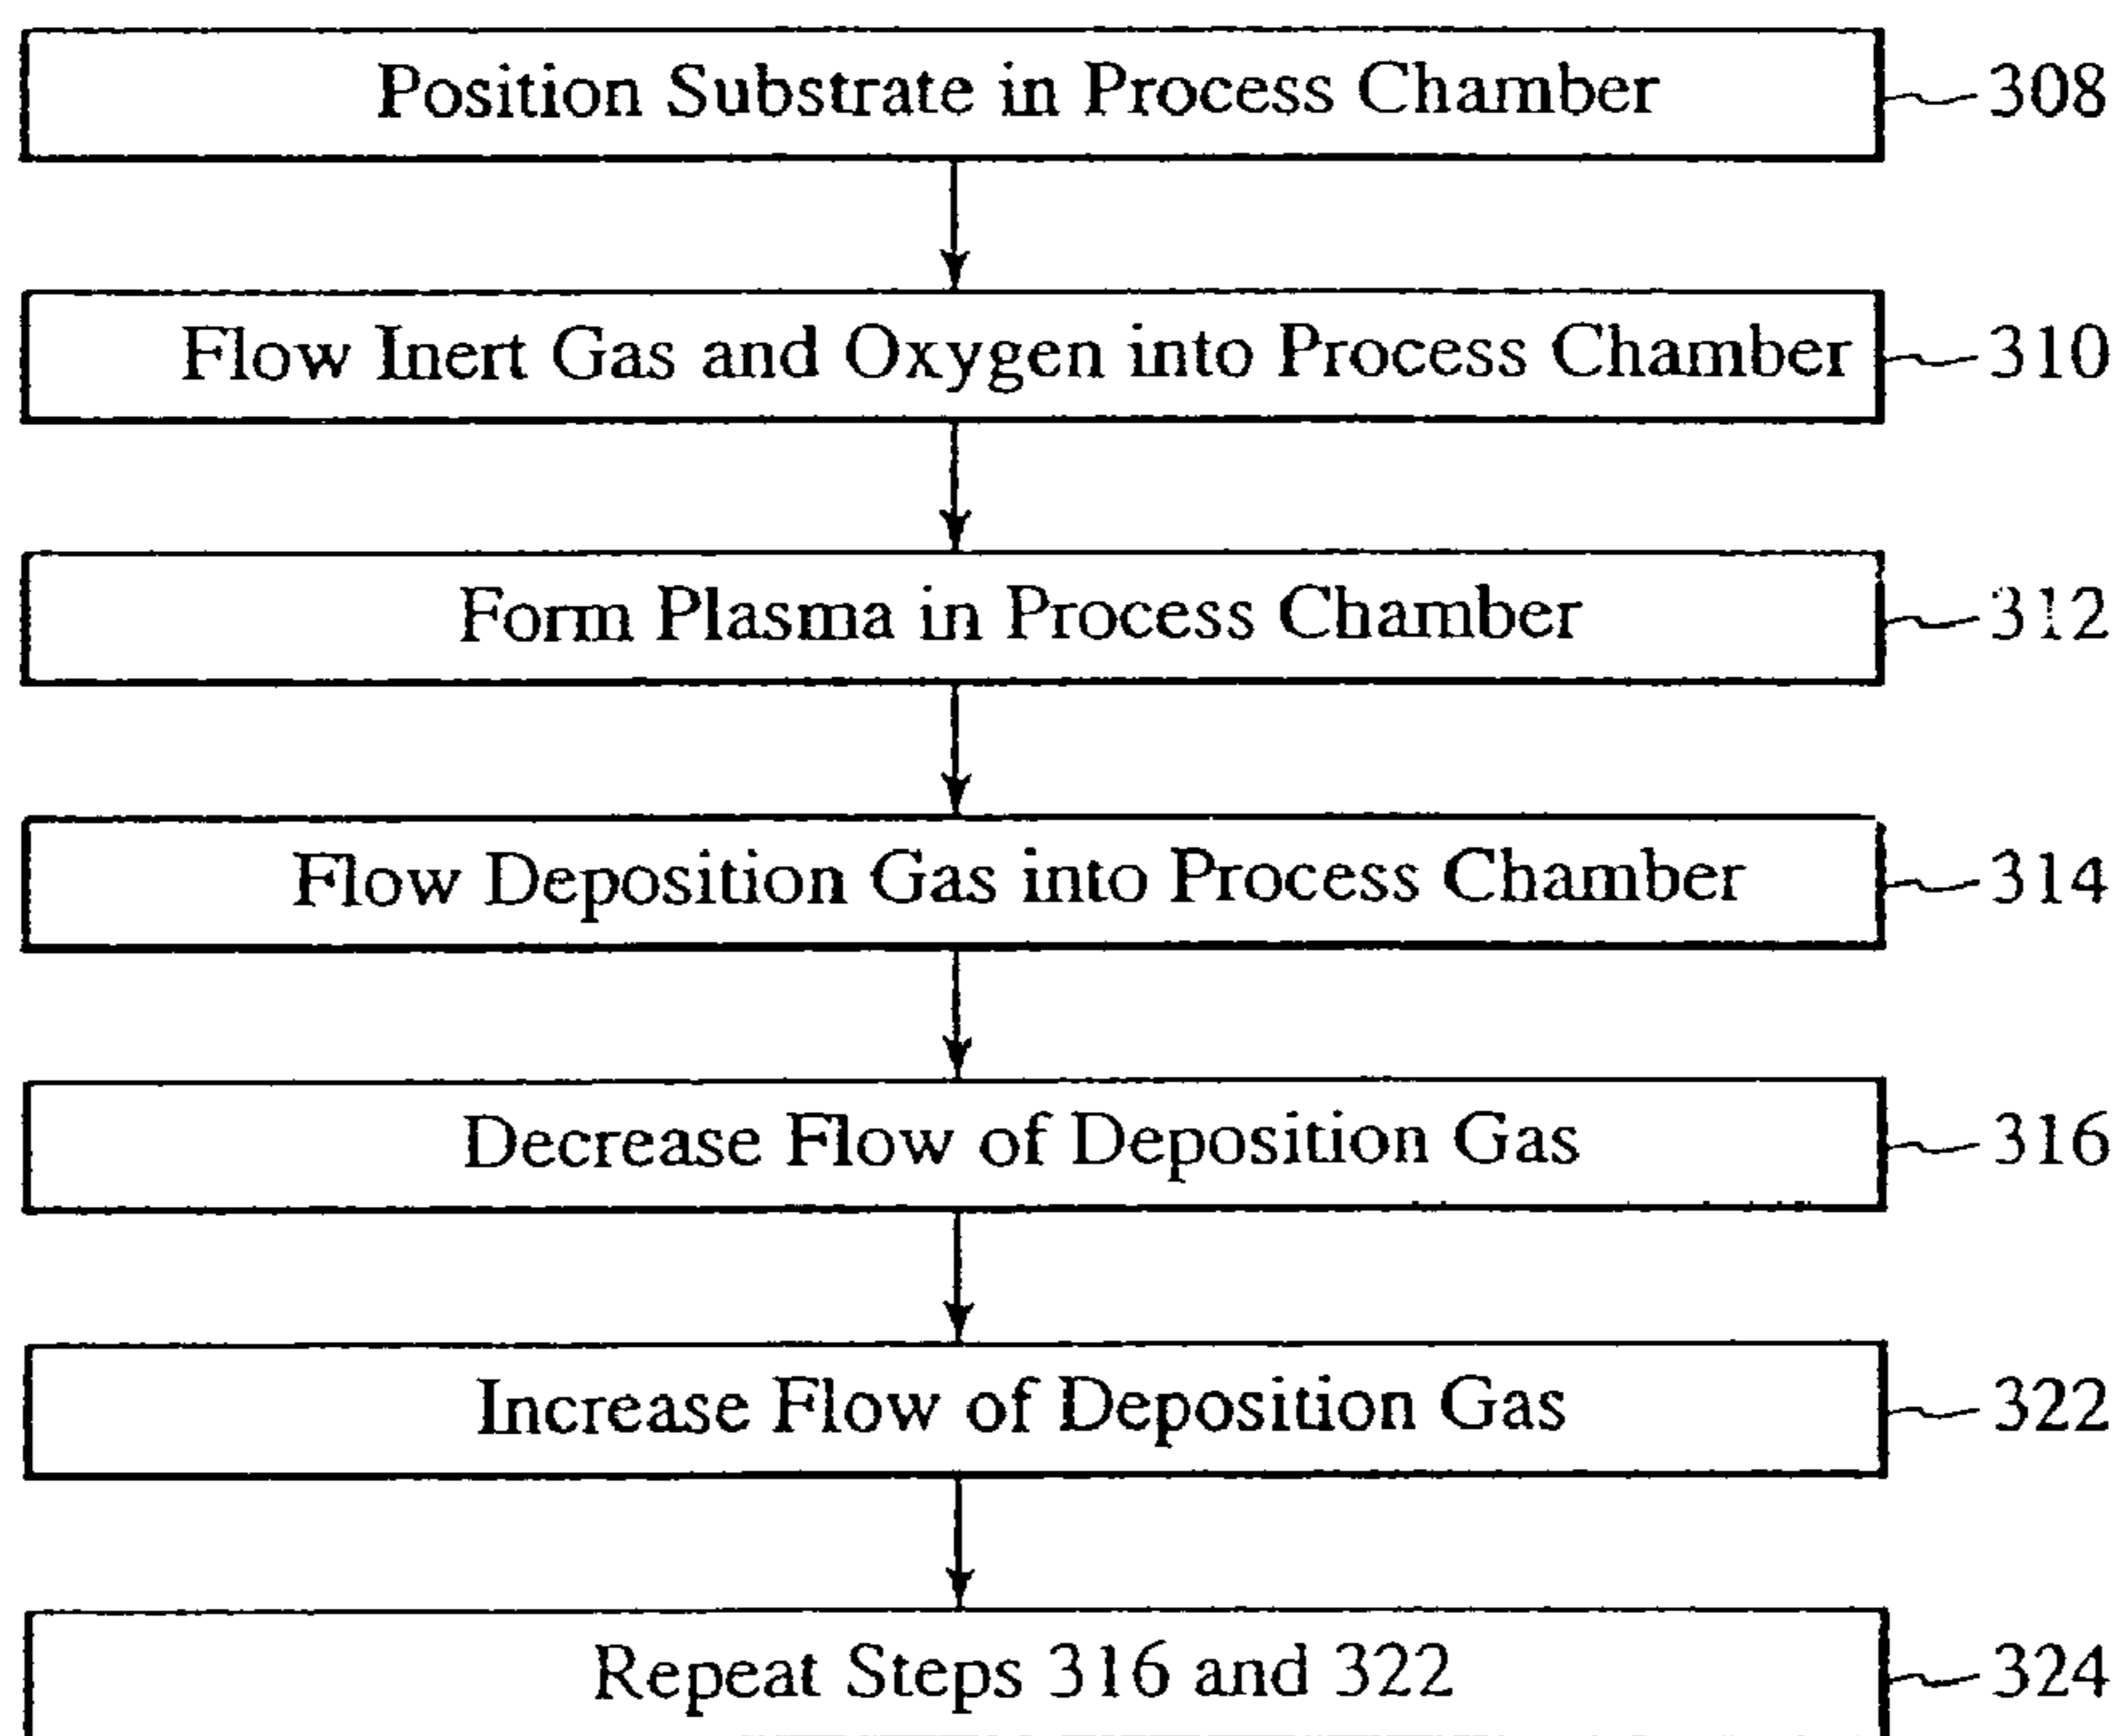 Position Substrate in Process Chamber 308
Flow Inert Gas and Oxygen into Process Chamber 310
Form Plasma in Process Chamber 312
Flow Deposition Gas into Process Chamber 314
Decrease Flow of Deposition Gas 316
Increase Flow of Deposition Gas 322
Repeat Steps 316 and 322 324